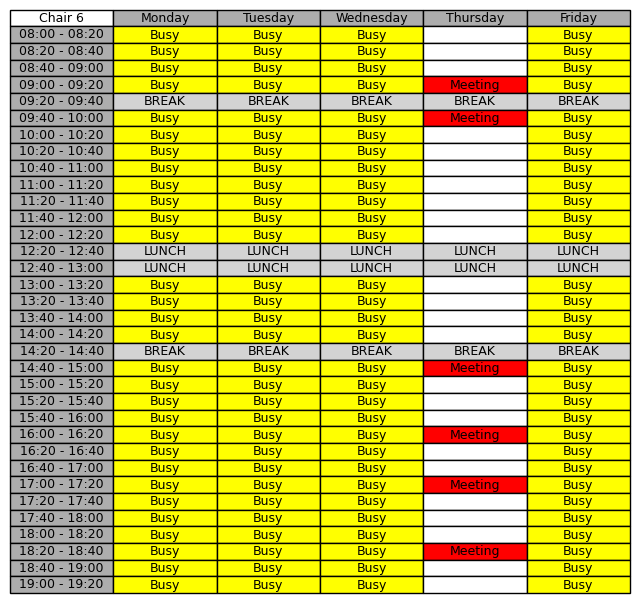 Chair 6 Monday Tuesday Wednesday Thursday Friday
08:00 - 08:20 Busy Busy Busy Busy
08:20 - 08:40 Busy Busy Busy Busy
08:40 - 09:00 Busy Busy Busy Busy
09:00 - 09:20 Busy Busy Busy Meeting Busy
09:20 - 09:40 BREAK BREAK BREAK BREAK BREAK
09:40 - 10:00 Busy Busy Busy Meeting Busy
10:00 - 10:20 Busy Busy Busy Busy
10:20 - 10:40 Busy Busy Busy Busy
10:40 - 11:00 Busy Busy Busy Busy
11:00 - 11:20 Busy Busy Busy Busy
11:20 - 11:40 Busy Busy Busy Busy
11:40 - 12:00 Busy Busy Busy Busy
12:00 - 12:20 Busy Busy Busy Busy
12:20 - 12:40 LUNCH LUNCH LUNCH LUNCH LUNCH
12:40 - 13:00 LUNCH LUNCH LUNCH LUNCH LUNCH
13:00 - 13:20 Busy Busy Busy Busy
13:20 - 13:40 Busy Busy Busy Busy
13:40 - 14:00 Busy Busy Busy Busy
14:00 - 14:20 Busy Busy Busy Busy
14:20 - 14:40 BREAK BREAK BREAK BREAK BREAK
14:40 - 15:00 Busy Busy Busy Meeting Busy
15:00 - 15:20 Busy Busy Busy Busy
15:20 - 15:40 Busy Busy Busy Busy
15:40 - 16:00 Busy Busy Busy Busy
16:00 - 16:20 Busy Busy Busy Meeting Busy
16:20 - 16:40 Busy Busy Busy Busy
16:40 - 17:00 Busy Busy Busy Busy
17:00 - 17:20 Busy Busy Busy Meeting Busy
17:20 - 17:40 Busy Busy Busy Busy
17:40 - 18:00 Busy Busy Busy Busy
18:00 - 18:20 Busy Busy Busy Busy
18:20 - 18:40 Busy Busy Busy Meeting Busy
18:40 - 19:00 Busy Busy Busy Busy
19:00 - 19:20 Busy Busy Busy Busy